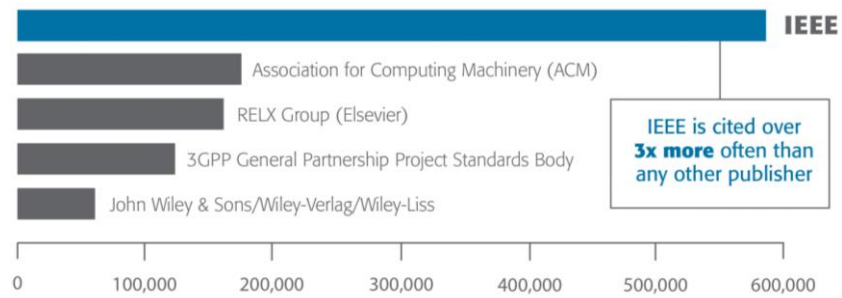 IEEE
Association for Computing Machinery (ACM)
RELX Group (Elsevier)
IEEE is cited over
3x more often than
any other publisher
3GPP General Partnership Project Standards Body
John Wiley & Sons/Wiley-Verlag/Wiley-Liss
0 100,000 200,000 300,000 400,000 500,000 600,000